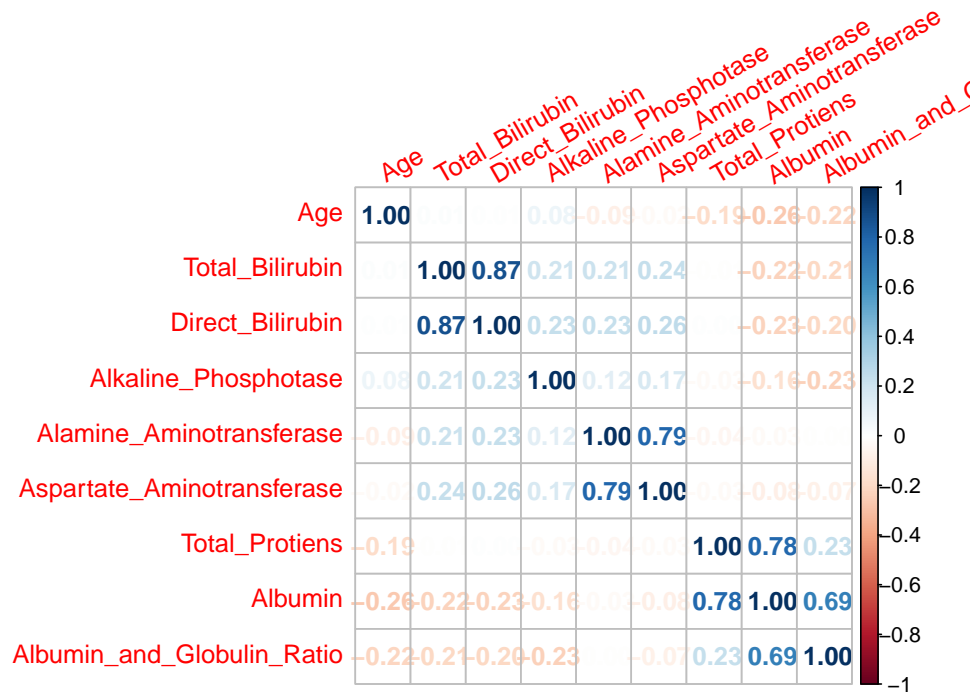 Age
Total_Bilirubin
Direct_Bilirubin
Alkaline_Phosphotase
Alamine_Aminotransferase
Aspartate_Aminotransferase
Total_Protiens
Albumin
Albumin_and_
Age 1.00 0.08 −0.09 −0.19 −0.26 −0.22
Total_Bilirubin 1.00 0.87 0.21 0.21 0.24 −0.22 −0.21
Direct_Bilirubin 0.87 1.00 0.23 0.23 0.26 −0.23 −0.20
Alkaline_Phosphotase 0.08 0.21 0.23 1.00 0.12 0.17 −0.16 −0.23
Alamine_Aminotransferase −0.09 0.21 0.23 0.12 1.00 0.79 −0.04
Aspartate_Aminotransferase 0.24 0.26 0.17 0.79 1.00 −0.08 −0.07
Total_Protiens −0.19 −0.04 1.00 0.78 0.23
Albumin −0.26 −0.22 −0.23 −0.16 −0.08 0.78 1.00 0.69
Albumin_and_Globulin_Ratio −0.22 −0.21 −0.20 −0.23 −0.07 0.23 0.69 1.00
1
0.8
0.6
0.4
0.2
0
−0.2
−0.4
−0.6
−0.8
−1